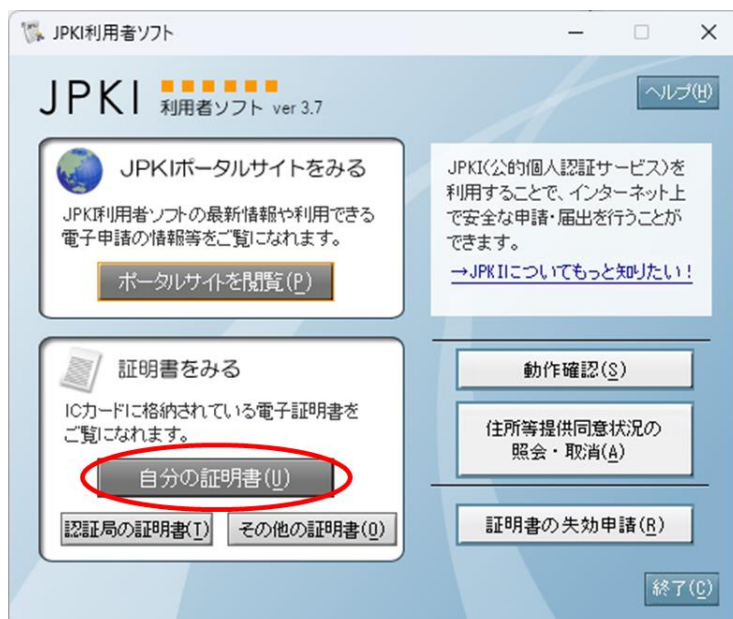 JPKI利用者ソフト
JPKI 利用者ソフト ver 3.7
ヘルプ(H)
JPKIポータルサイトをみる
JPKI利用者ソフトの最新情報や利用できる
電子申請の情報等をご覧になれます。
ポータルサイトを閲覧(P)
JPKI(公的個人認証サービス)を
利用することで、インターネット上
で安全な申請・届出を行うことが
できます。
→JPKIIについてもっと知りたい!
証明書をみる
ICカードに格納されている電子証明書を
ご覧になれます。
自分の証明書(U)
認証局の証明書(T) その他の証明書(O)
動作確認(S)
住所等提供同意状況の
照会・取消(A)
証明書の失効申請(R)
終了(C)